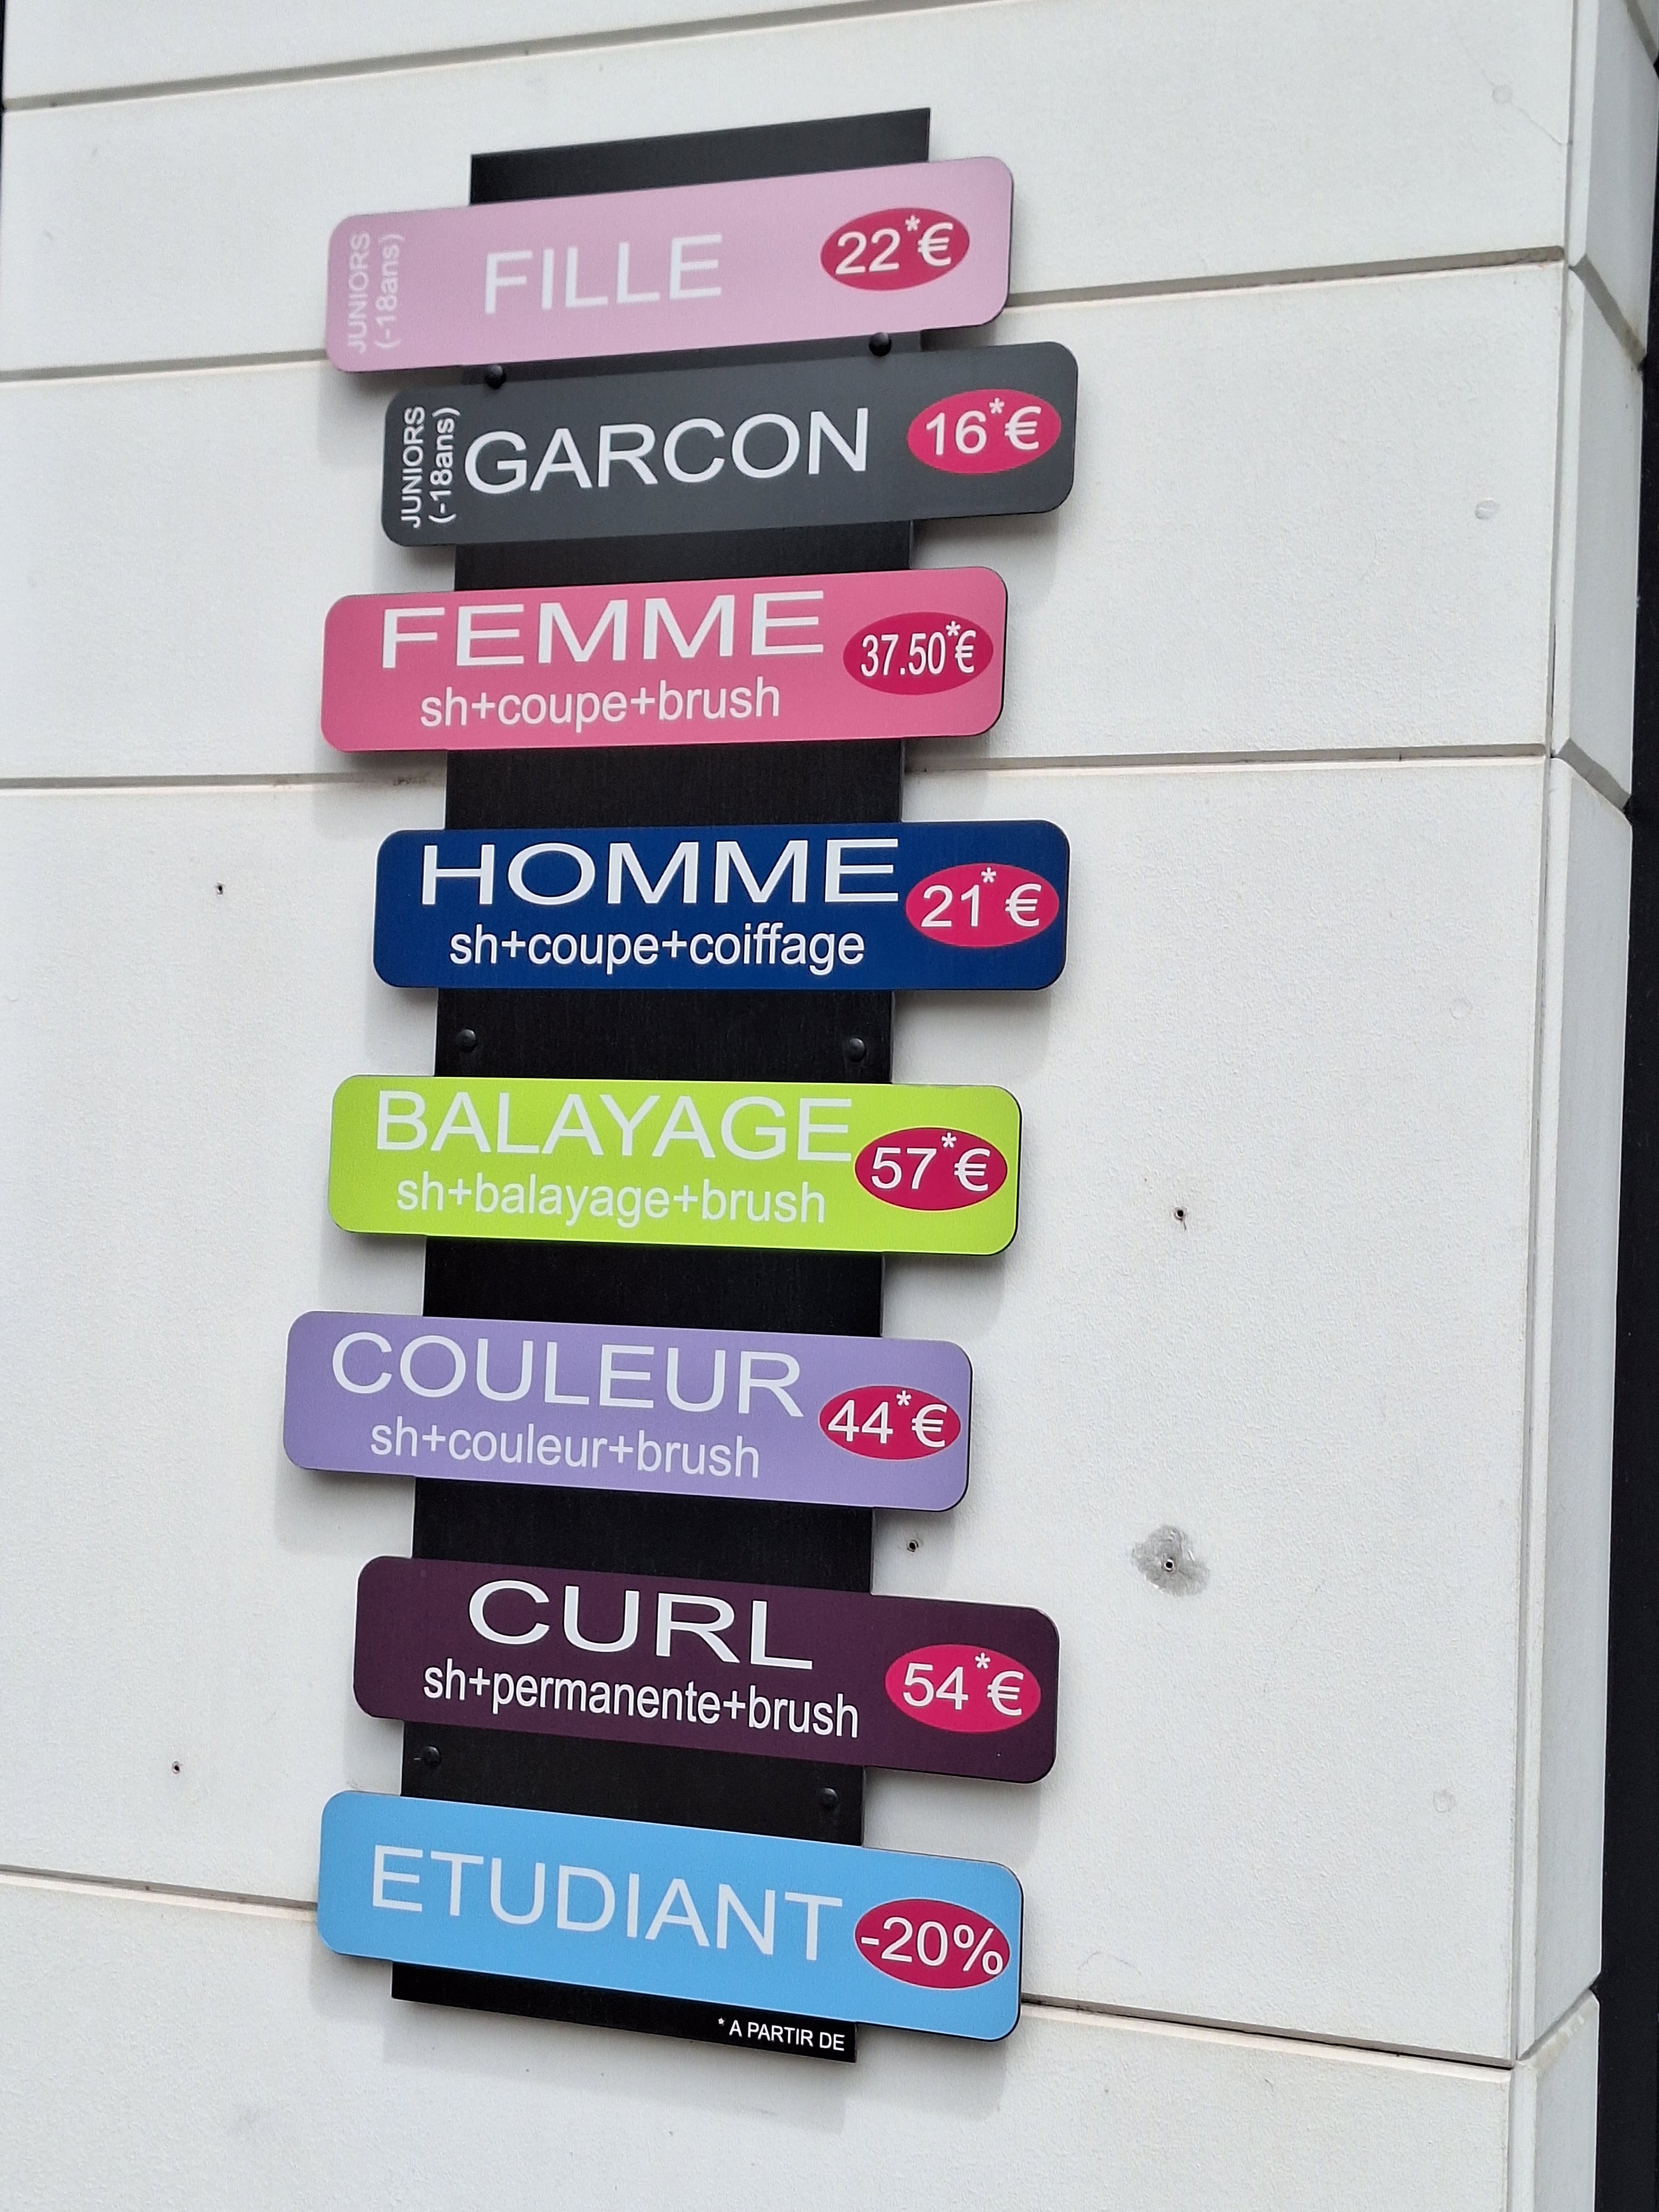 JUNIORS
(-18ans)
FILLE
22*€
JUNIORS
(-18ans)
GARCON
16*€
FEMME
37.50*€
sh+coupe+brush
HOMME
21*€
sh+coupe+coiffage
BALAYAGE
57*€
sh+balayage+brush
COULEUR
44*€
sh+couleur+brush
CURL
54*€
sh+permanente+brush
ETUDIANT
-20%
* A PARTIR DE